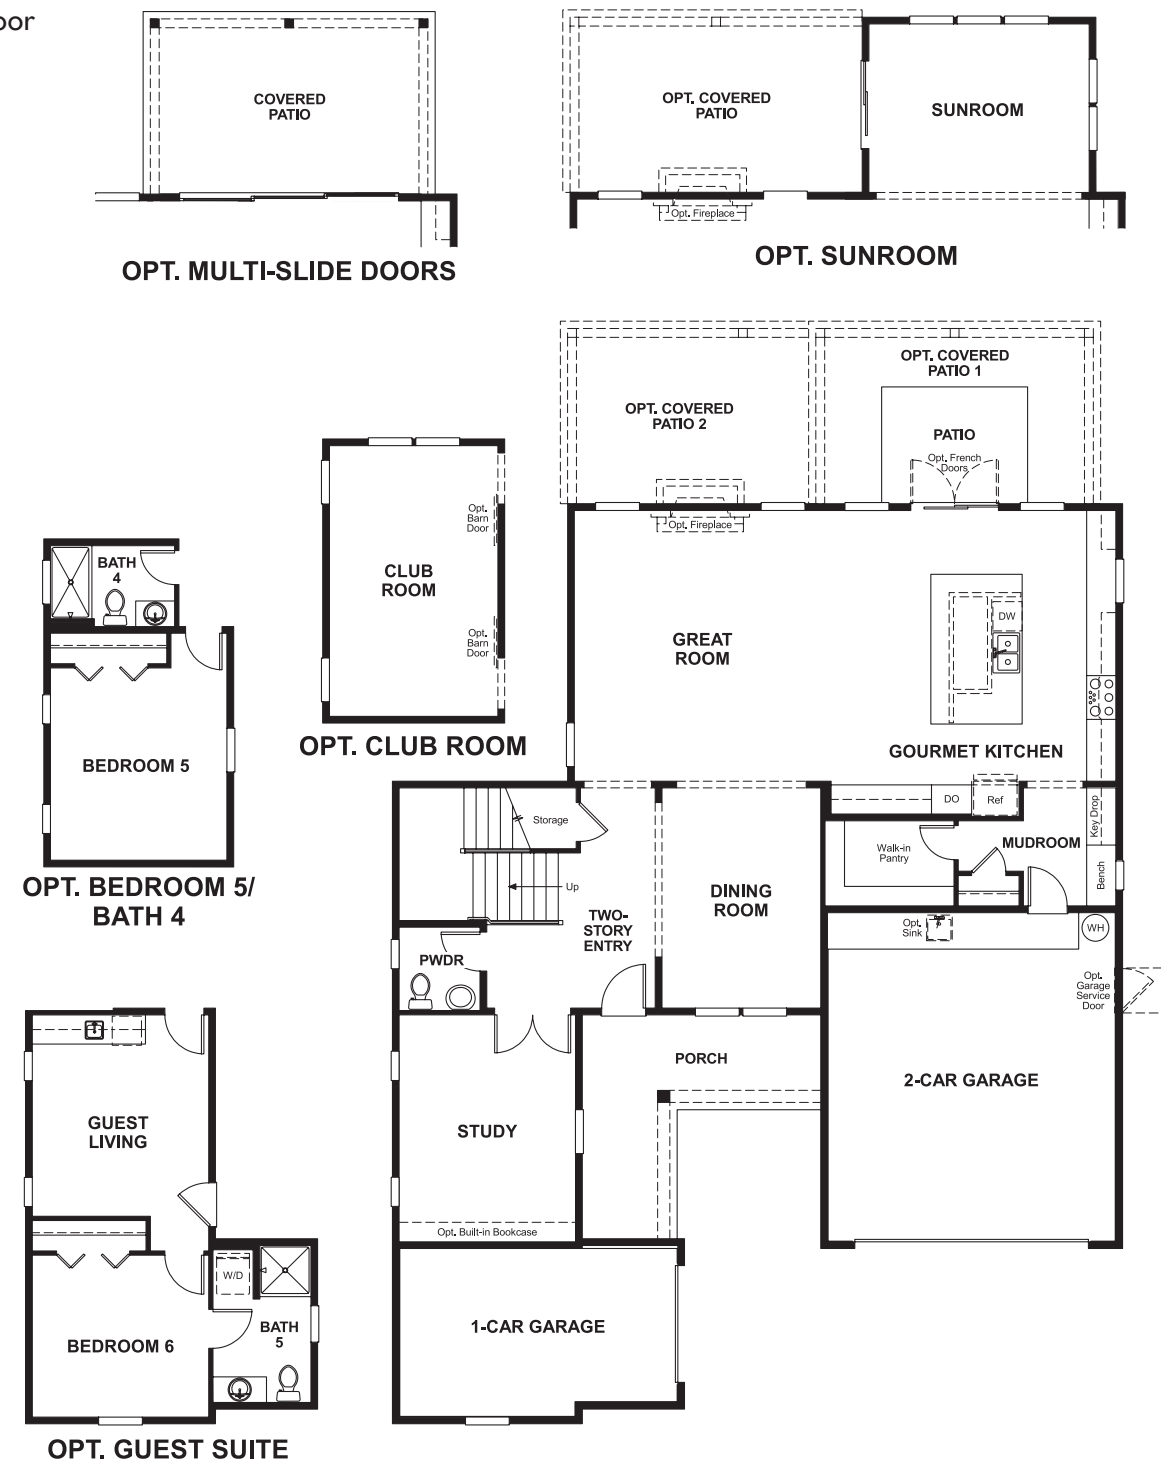 oor
COVERED
PATIO
OPT. MULTI-SLIDE DOORS
OPT. COVERED
PATIO
SUNROOM
Opt. Fireplace
OPT. SUNROOM
OPT. COVERED
PATIO 1
OPT. COVERED
PATIO 2
PATIO
Opt. French
Doors
Opt. Fireplace
Opt.
Barn
Door
CLUB
ROOM
Opt.
Barn
Door
OPT. CLUB ROOM
BATH
4
BEDROOM 5
OPT. BEDROOM 5/
BATH 4
GREAT
ROOM
DW
GOURMET KITCHEN
DO
Ref
Key Drop
MUDROOM
Bench
Walk-in
Pantry
Storage
Up
DINING
ROOM
TWO-
STORY
ENTRY
PWDR
Opt.
Sink
WH
Opt.
Garage
Service
Door
PORCH
2-CAR GARAGE
STUDY
Opt. Built-in Bookcase
1-CAR GARAGE
GUEST
LIVING
W/D
BATH
5
BEDROOM 6
OPT. GUEST SUITE